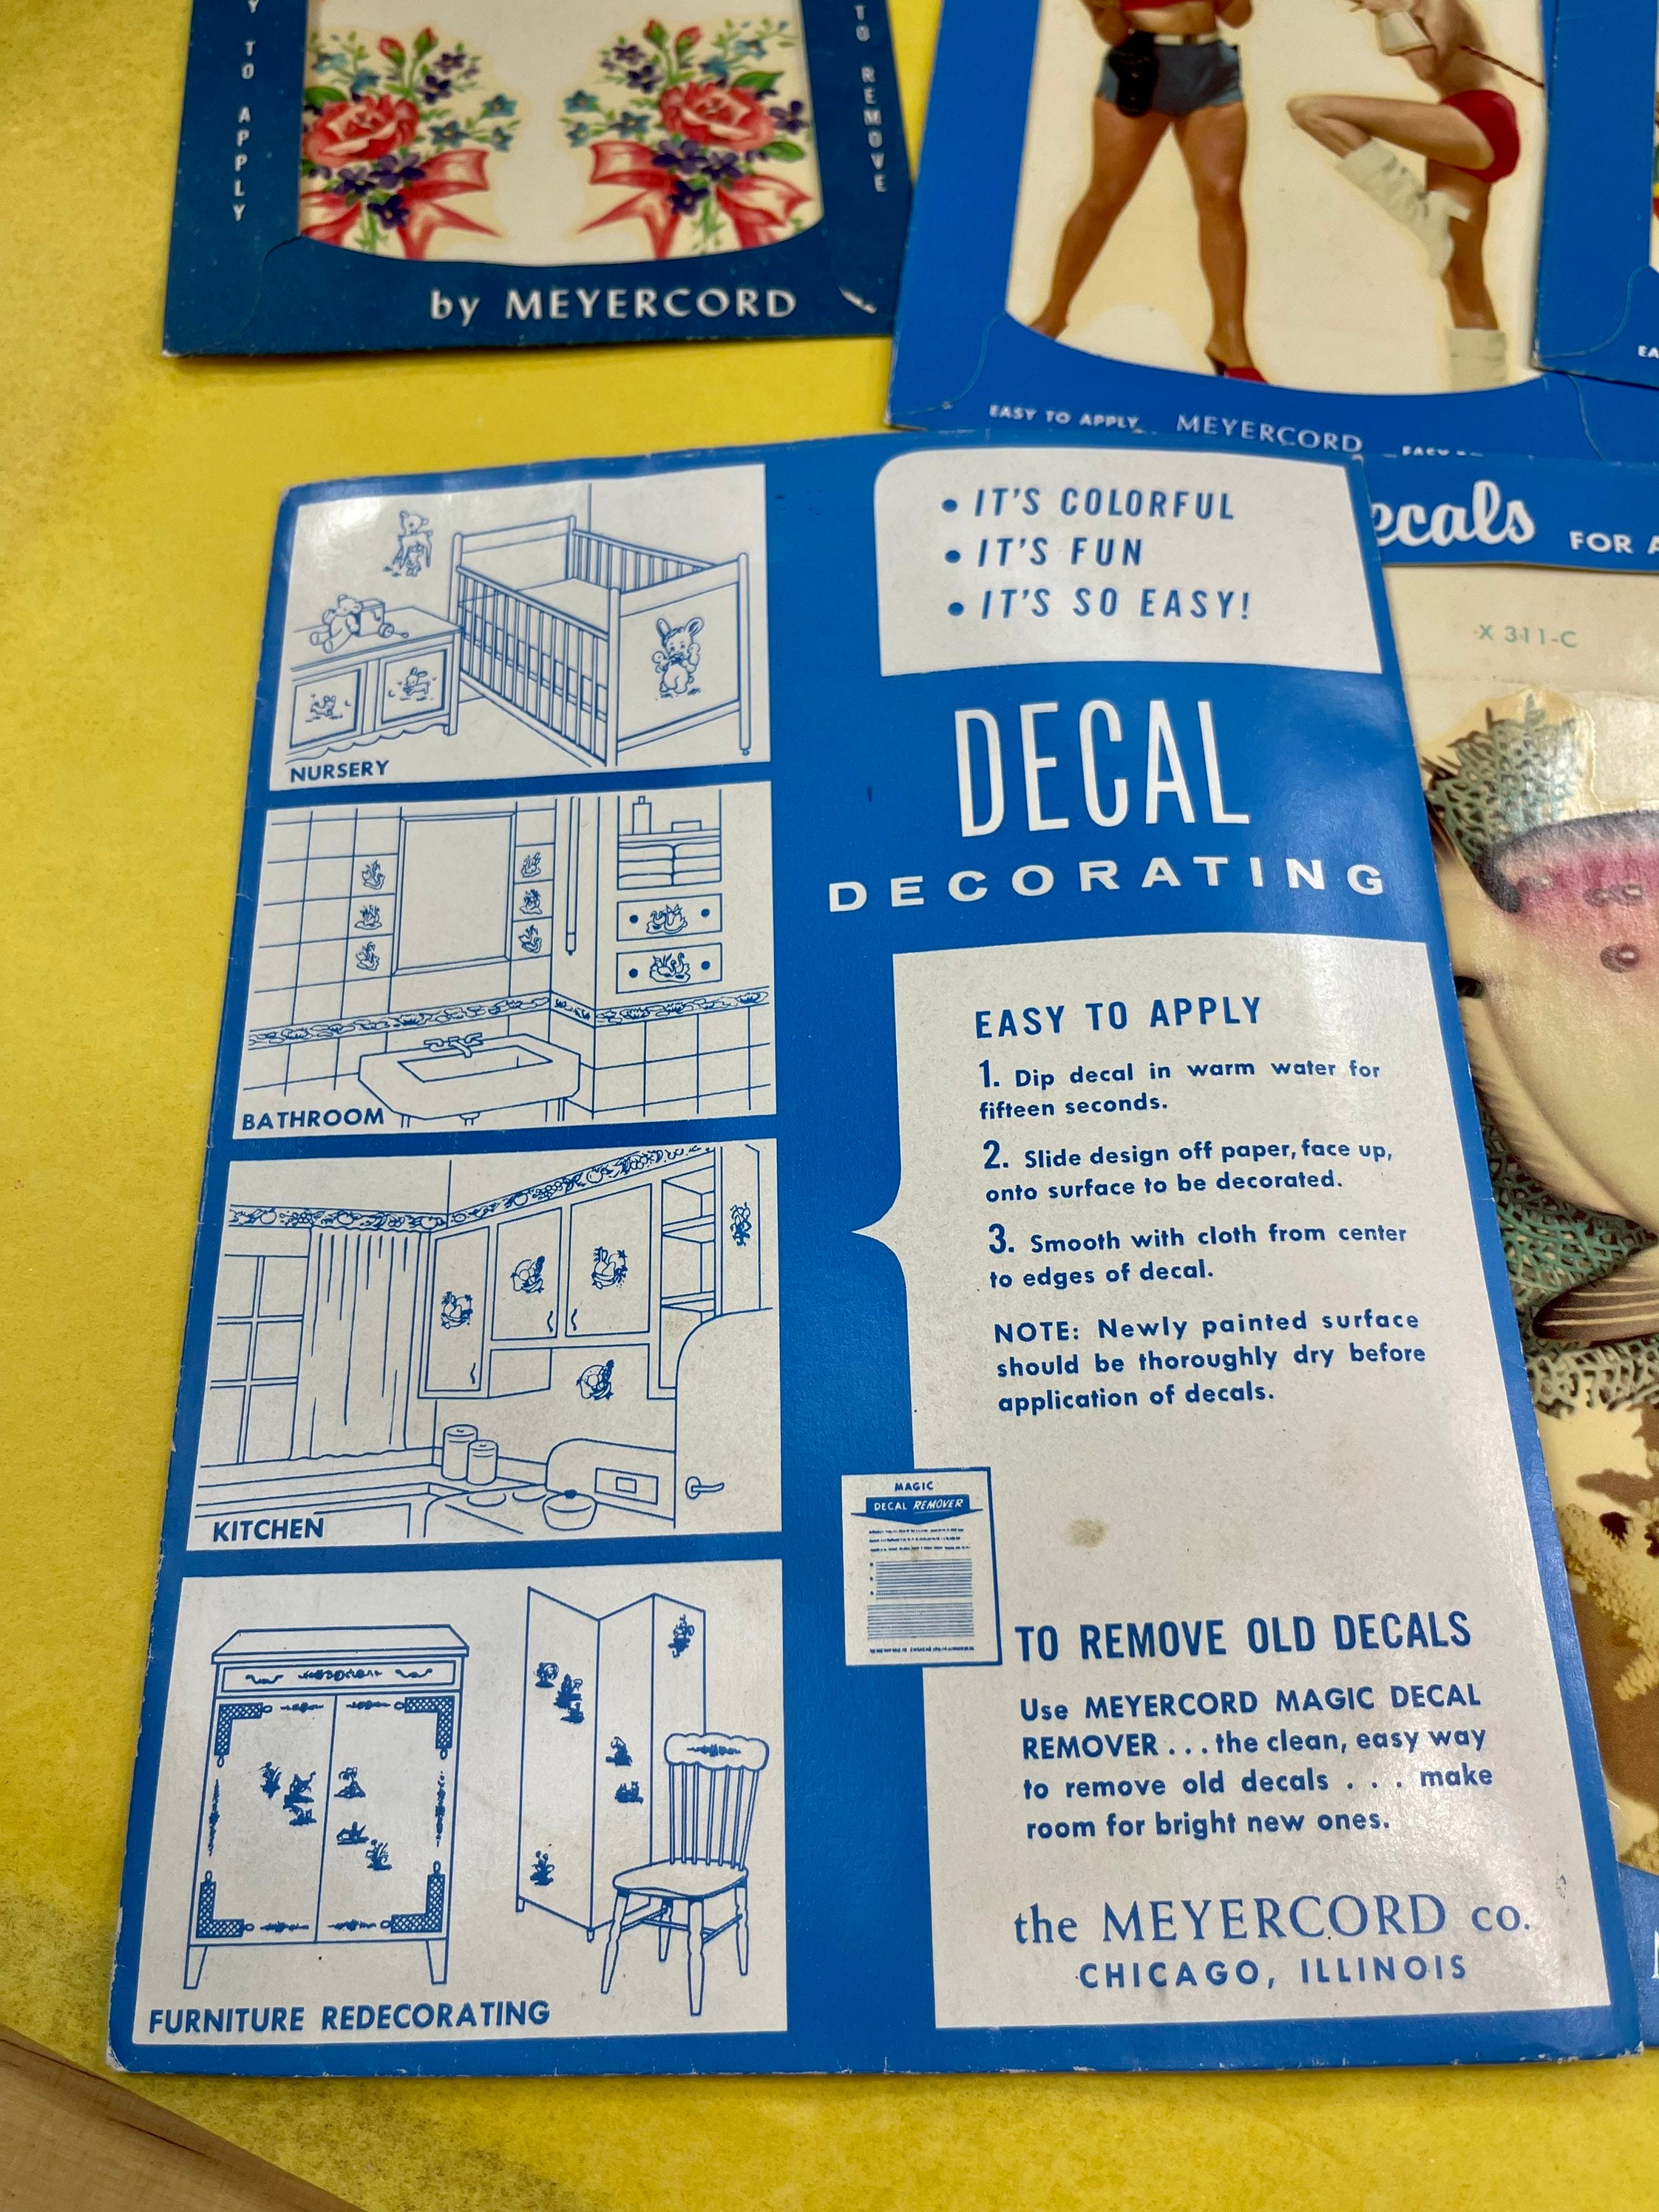 TO APPLY
TO REMOVE
by MEYERCORD
EASY TO APPLY MEYERCORD EASY
ecals FOR
X 311-C
NURSERY
BATHROOM
KITCHEN
FURNITURE REDECORATING
• IT'S COLORFUL
• IT'S FUN
• IT'S SO EASY!
DECAL
DECORATING
EASY TO APPLY
1. Dip decal in warm water for
fifteen seconds.
2. Slide design off paper, face up,
onto surface to be decorated.
3. Smooth with cloth from center
to edges of decal.
NOTE: Newly painted surface
should be thoroughly dry before
application of decals.
MAGIC
DECAL REMOVER
TO REMOVE OLD DECALS
Use MEYERCORD MAGIC DECAL
REMOVER . . . the clean, easy way
to remove old decals . . . make
room for bright new ones.
the MEYERCORD co.
CHICAGO, ILLINOIS